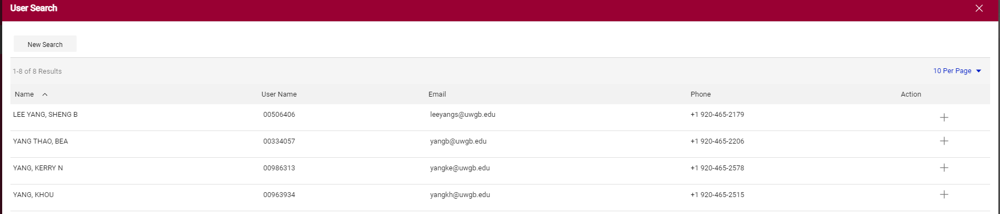 User Search
New Search
1-8 of 8 Results
10 Per Page
Name User Name Email Phone Action
LEE YANG, SHENG B 00506406 leeyangs@uwgb.edu +1 920-465-2179
YANG THAO, BEA 00334057 yangb@uwgb.edu +1 920-465-2206
YANG, KERRY N 00986313 yangke@uwgb.edu +1 920-465-2578
YANG, KHOU 00963934 yangkh@uwgb.edu +1 920-465-2515